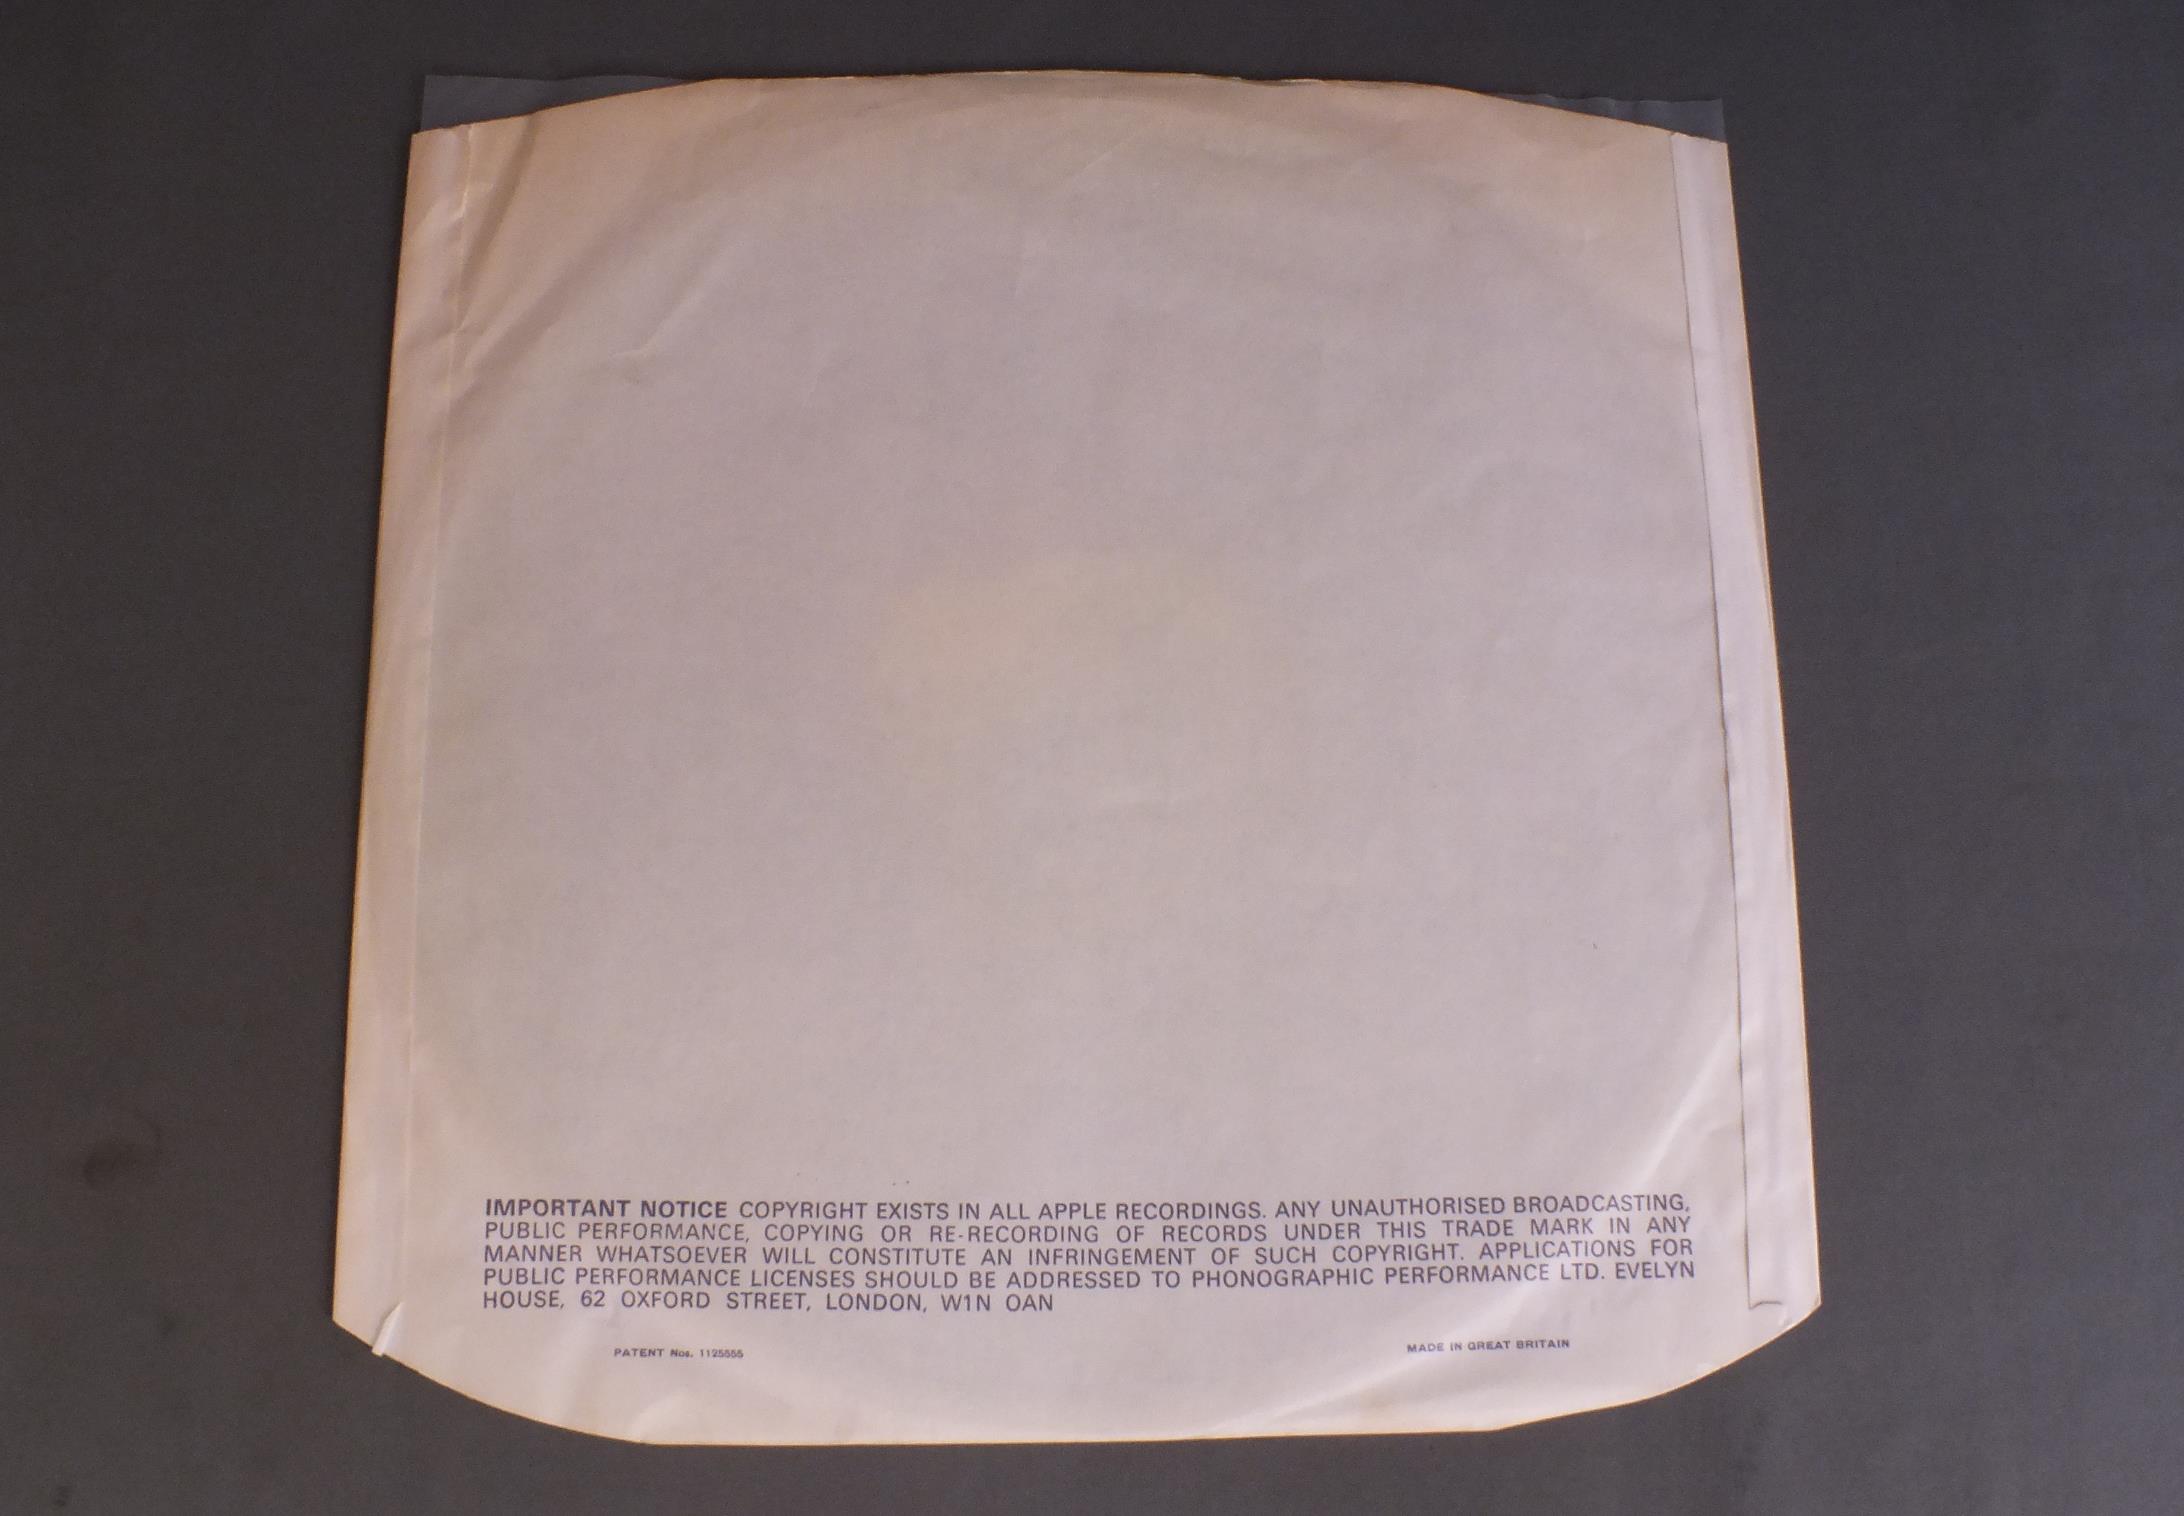 IMPORTANT NOTICE COPYRIGHT EXISTS IN ALL APPLE RECORDINGS. ANY UNAUTHORISED BROADCASTING,
PUBLIC PERFORMANCE, COPYING OR RE-RECORDING OF RECORDS UNDER THIS TRADE MARK IN ANY
MANNER WHATSOEVER WILL CONSTITUTE AN INFRINGEMENT OF SUCH COPYRIGHT. APPLICATIONS FOR
PUBLIC PERFORMANCE LICENSES SHOULD BE ADDRESSED TO PHONOGRAPHIC PERFORMANCE LTD. EVELYN
HOUSE, 62 OXFORD STREET, LONDON, W1N OAN
PATENT Nos. 1125555
MADE IN GREAT BRITAIN